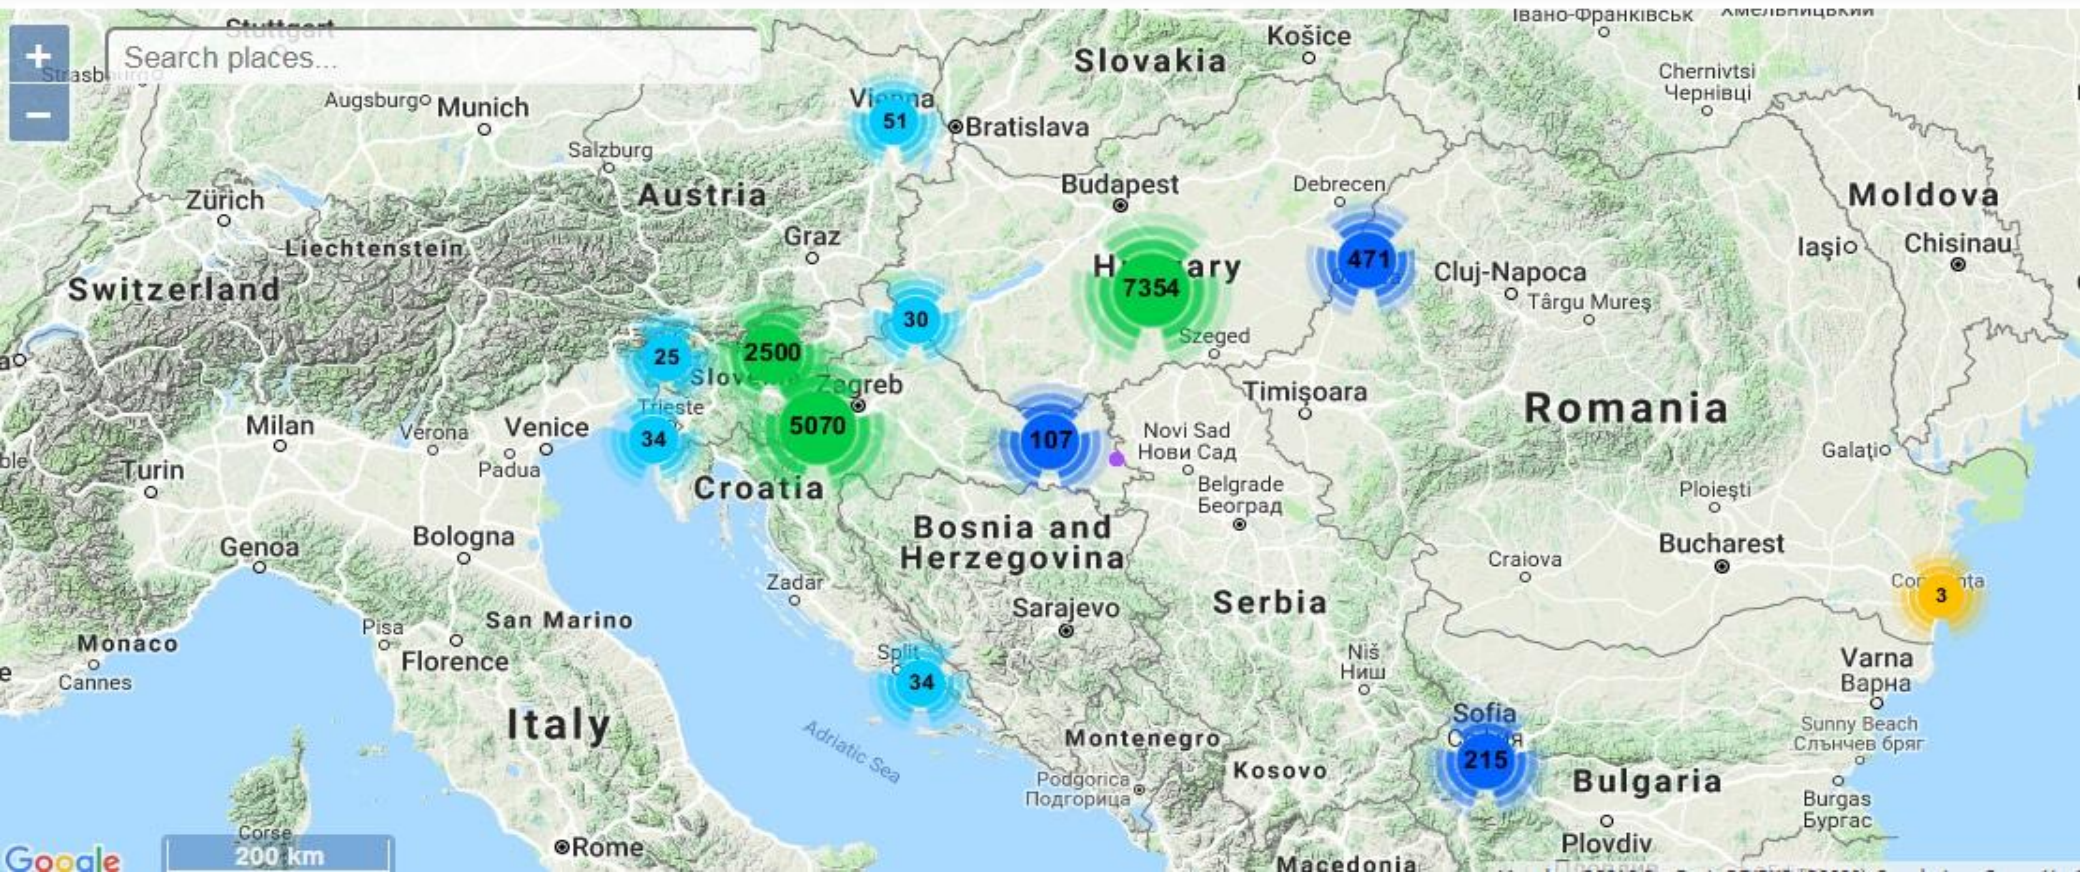 Stuttgart
Івано-Франківськ
Хмельницький
+
Search places...
Strasbourg
−
Košice
Slovakia
Chernivtsi
Чернівці
Augsburg
Munich
Vienna
51
Bratislava
Salzburg
Budapest
Debrecen
Zürich
Austria
Moldova
Liechtenstein
Graz
Iași
Chisinau
Switzerland
Hungary
7354
471
Cluj-Napoca
Târgu Mureș
30
Szeged
25
2500
Slovenia
Zagreb
Timișoara
Romania
Trieste
Milan
Verona
Venice
34
5070
107
Novi Sad
Нови Сад
Galați
Turin
Padua
Croatia
Belgrade
Београд
Ploiești
Bosnia and
Herzegovina
Genoa
Bologna
Bucharest
Craiova
Zadar
Constanta
3
Sarajevo
Serbia
San Marino
Pisa
Monaco
Florence
Cannes
Split
34
Niš
Ниш
Varna
Варна
Italy
Adriatic Sea
Montenegro
Sofia
София
215
Sunny Beach
Слънчев бряг
Kosovo
Podgorica
Подгорица
Bulgaria
Burgas
Бургас
Corse
Plovdiv
Google
200 km
Rome
Macedonia